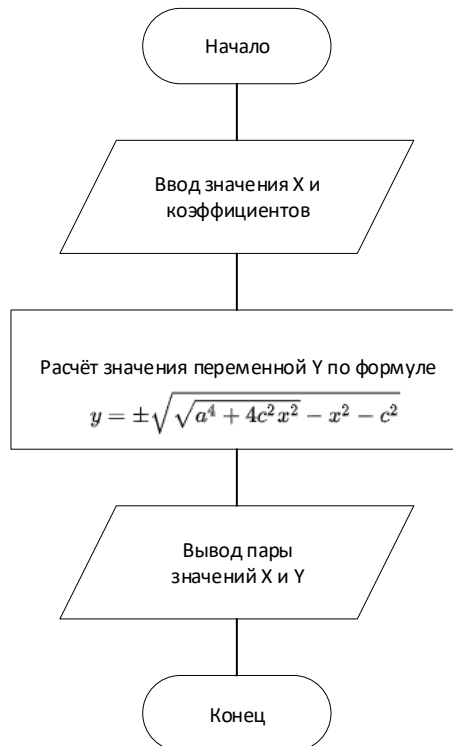 Начало
Ввод значения X и
коэффициентов
Расчёт значения переменной Y по формуле
y = ±√(√(a⁴ + 4c²x²) − x² − c²)
Вывод пары
значений X и Y
Конец